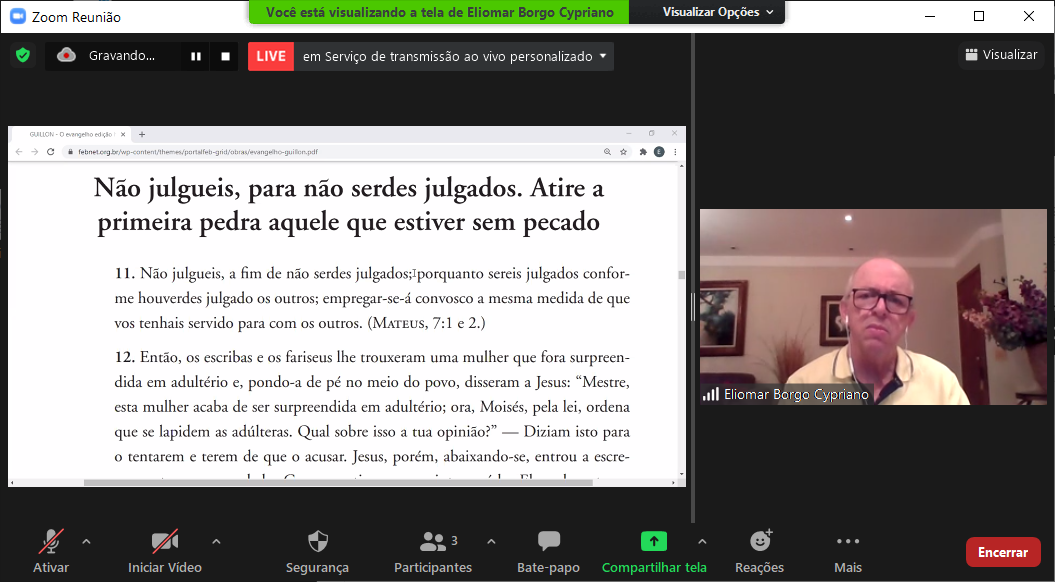 Zoom Reunião
Você está visualizando a tela de Eliomar Borgo Cypriano
Visualizar Opções
Gravando...
LIVE
em Serviço de transmissão ao vivo personalizado
Visualizar
GUILLON - O evangelho edição
febnet.org.br/wp-content/themes/portalfeb-grid/obras/evangelho-guillon.pdf
E
Não julgueis, para não serdes julgados. Atire a
primeira pedra aquele que estiver sem pecado
11. Não julgueis, a fim de não serdes julgados; porquanto sereis julgados confor-
me houverdes julgado os outros; empregar-se-á convosco a mesma medida de que
vos tenhais servido para com os outros. (Mateus, 7:1 e 2.)
12. Então, os escribas e os fariseus lhe trouxeram uma mulher que fora surpreen-
dida em adultério e, pondo-a de pé no meio do povo, disseram a Jesus: “Mestre,
esta mulher acaba de ser surpreendida em adultério; ora, Moisés, pela lei, ordena
que se lapidem as adúlteras. Qual sobre isso a tua opinião?” — Diziam isto para
o tentarem e terem de que o acusar. Jesus, porém, abaixando-se, entrou a escre-
Eliomar Borgo Cypriano
Ativar
Iniciar Vídeo
Segurança
3
Participantes
Bate-papo
Compartilhar tela
Reações
Mais
Encerrar